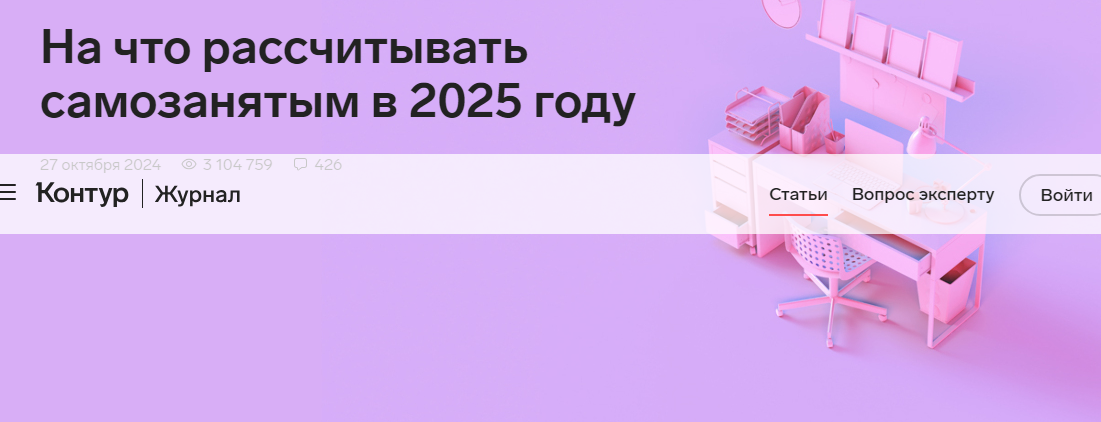 На что рассчитывать
самозанятым в 2025 году
27 октября 2024 3 104 759 426
Контур Журнал Статьи Вопрос эксперту Войти